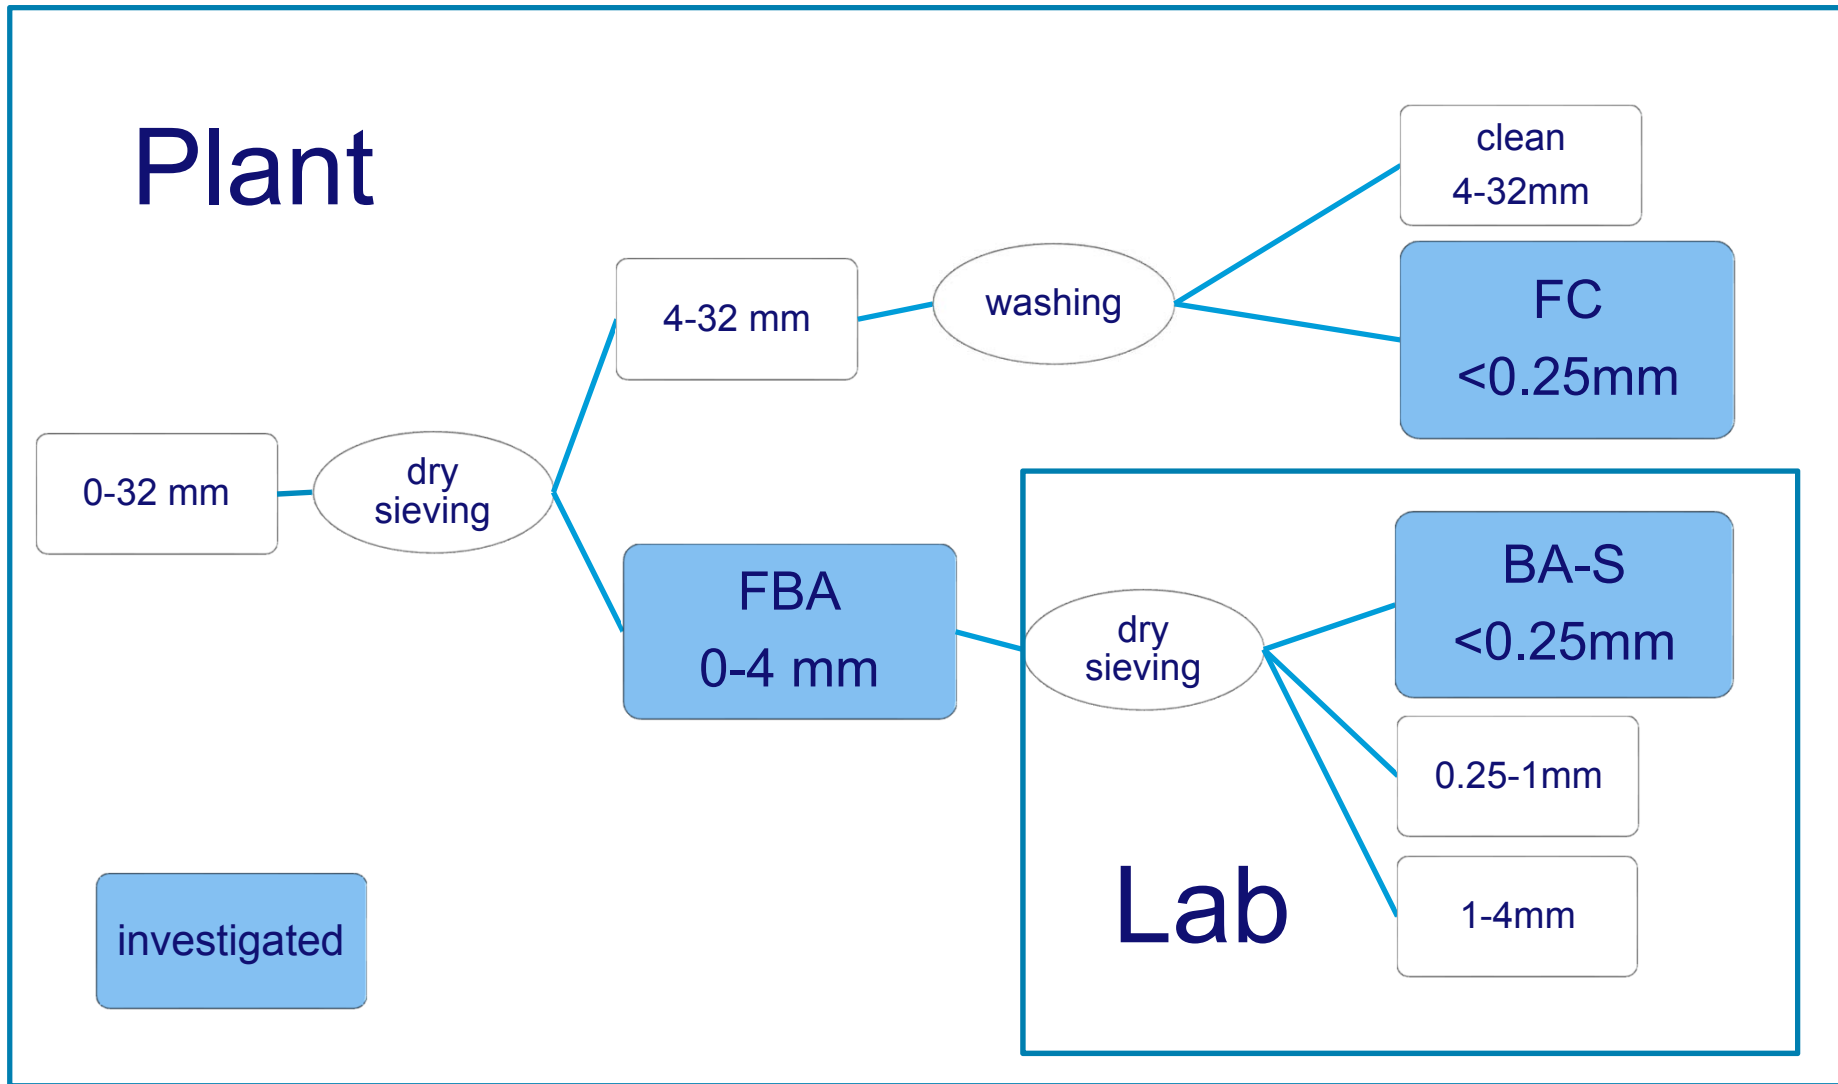 Plant
clean
4-32mm
FC
<0.25mm
4-32 mm
washing
0-32 mm
dry
sieving
FBA
0-4 mm
dry
sieving
BA-S
<0.25mm
0.25-1mm
1-4mm
Lab
investigated